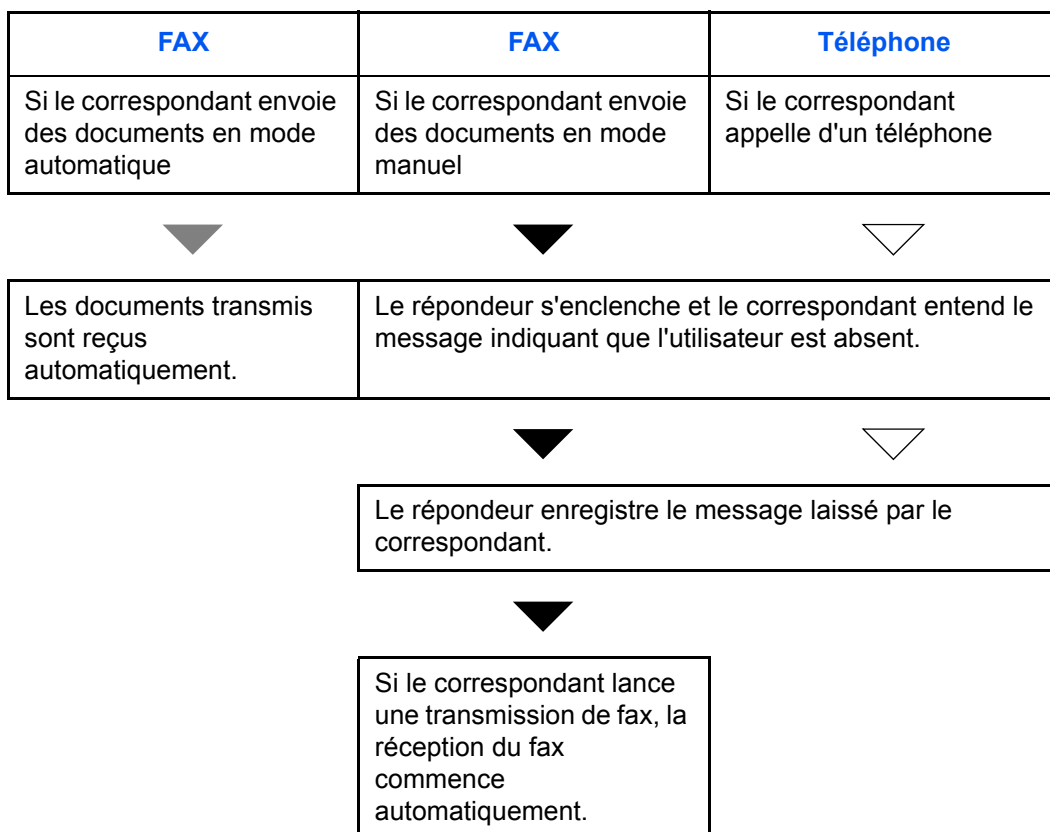 FAX
FAX
Téléphone
Si le correspondant envoie
des documents en mode
automatique
Si le correspondant envoie
des documents en mode
manuel
Si le correspondant
appelle d'un téléphone
Les documents transmis
sont reçus
automatiquement.
Le répondeur s'enclenche et le correspondant entend le
message indiquant que l'utilisateur est absent.
Le répondeur enregistre le message laissé par le
correspondant.
Si le correspondant lance
une transmission de fax, la
réception du fax
commence
automatiquement.